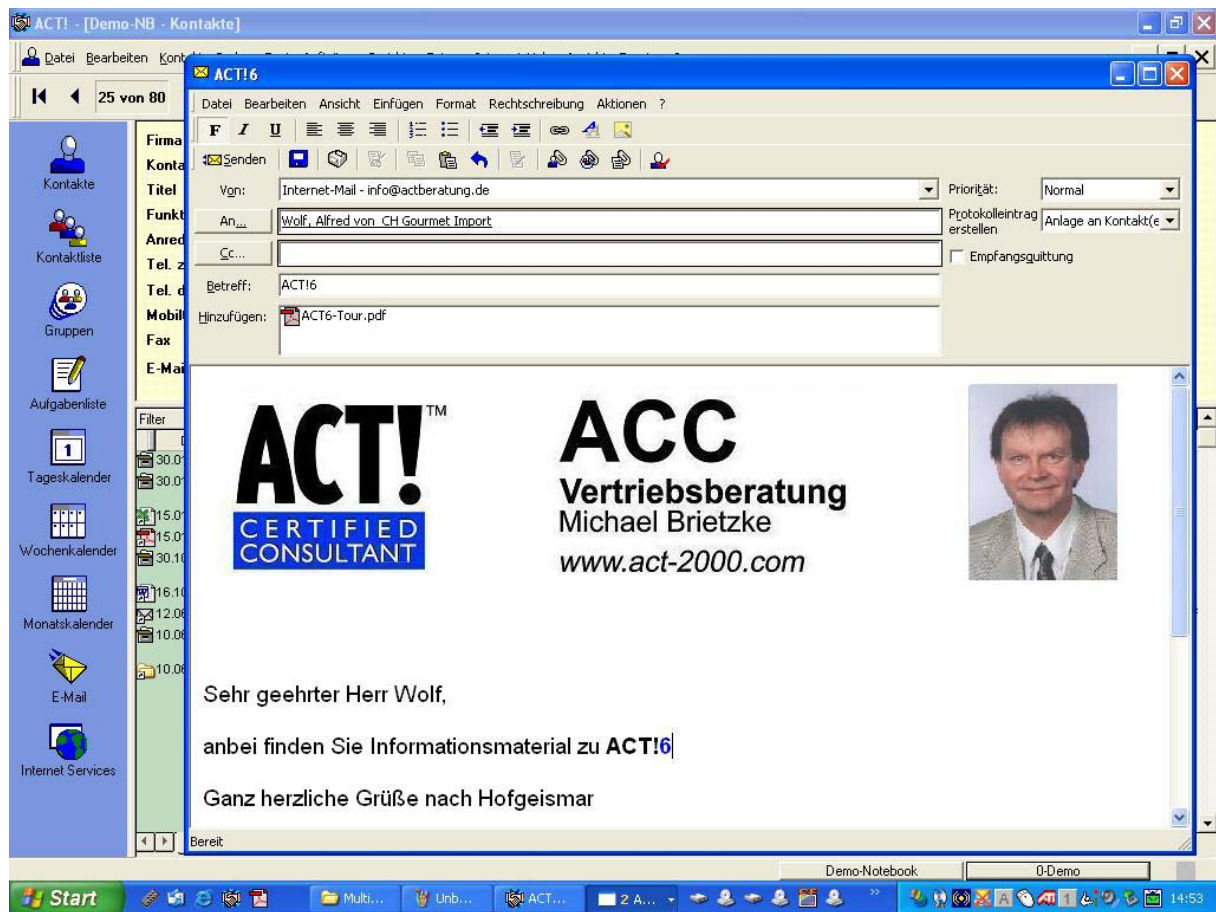 ACT! - [Demo-NB - Kontakte]
Datei Bearbeiten
25 von 80
Kontakte
Kontaktliste
Gruppen
Aufgabenliste
Tageskalender
1
Wochenkalender
Monatskalender
E-Mail
Internet Services
Firma
Titel
Fax
Filter
ACT!6
Datei Bearbeiten Ansicht Einfügen Format Rechtschreibung Aktionen ?
F I U
Senden
Von: Internet-Mail - info@actberatung.de
Priorität: Normal
An... Wolf, Alfred von CH Gourmet Import
Protokolleintrag erstellen Anlage an Kontakt(e
Cc...
Empfangsquittung
Betreff: ACT!6
Hinzufügen: ACT6-Tour.pdf
ACT!™
CERTIFIED
CONSULTANT
ACC
Vertriebsberatung
Michael Brietzke
www.act-2000.com
Sehr geehrter Herr Wolf,
anbei finden Sie Informationsmaterial zu ACT!6
Ganz herzliche Grüße nach Hofgeismar
Bereit
Demo-Notebook 0-Demo
Start Multi... Unb... ACT... 2 A... 14:53